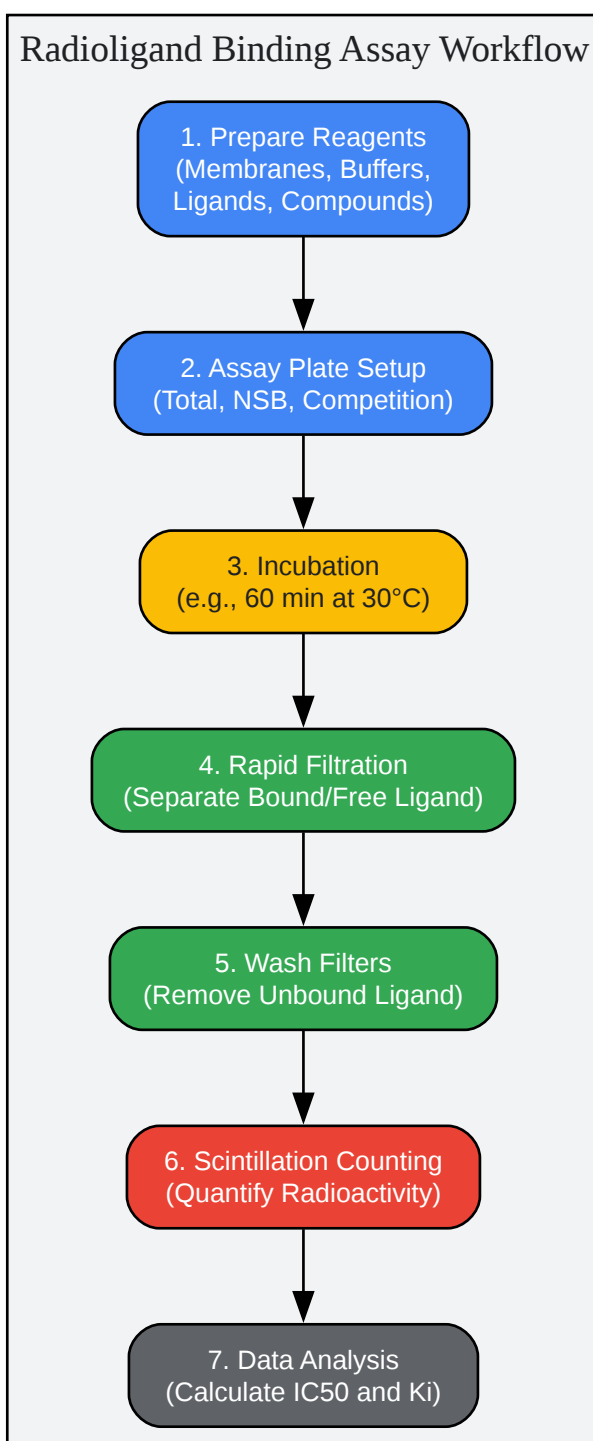 Radioligand Binding Assay Workflow
1. Prepare Reagents
(Membranes, Buffers,
Ligands, Compounds)
2. Assay Plate Setup
(Total, NSB, Competition)
3. Incubation
(e.g., 60 min at 30°C)
4. Rapid Filtration
(Separate Bound/Free Ligand)
5. Wash Filters
(Remove Unbound Ligand)
6. Scintillation Counting
(Quantify Radioactivity)
7. Data Analysis
(Calculate IC50 and Ki)